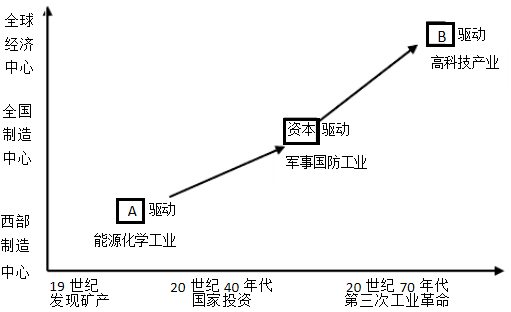 全球
经济
中心
B 驱动
高科技产业
全国
制造
中心
资本 驱动
军事国防工业
A 驱动
能源化学工业
西部
制造
中心
19 世纪
发现矿产
20 世纪 40 年代
国家投资
20 世纪 70 年代
第三次工业革命